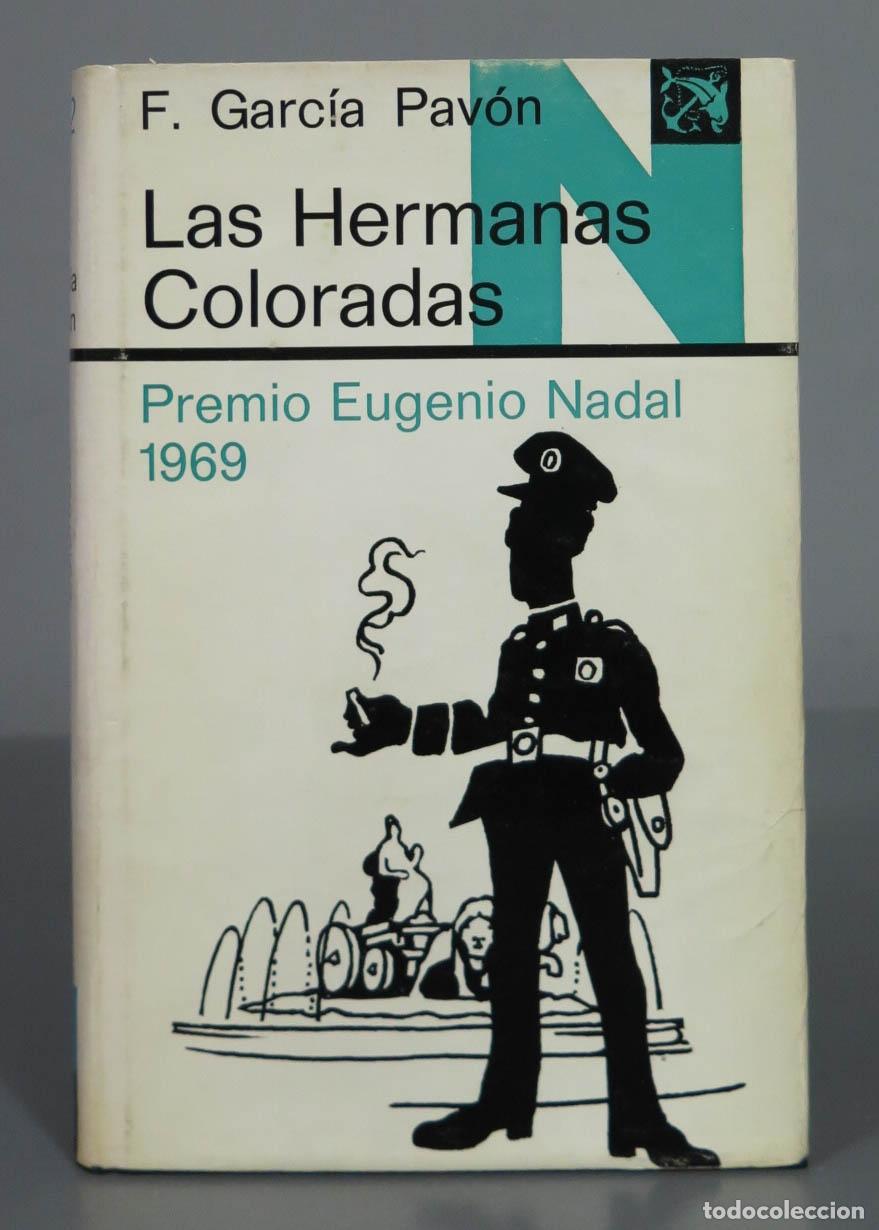 F. García Pavón
Las Hermanas
Coloradas
Premio Eugenio Nadal
1969
N
todocoleccion